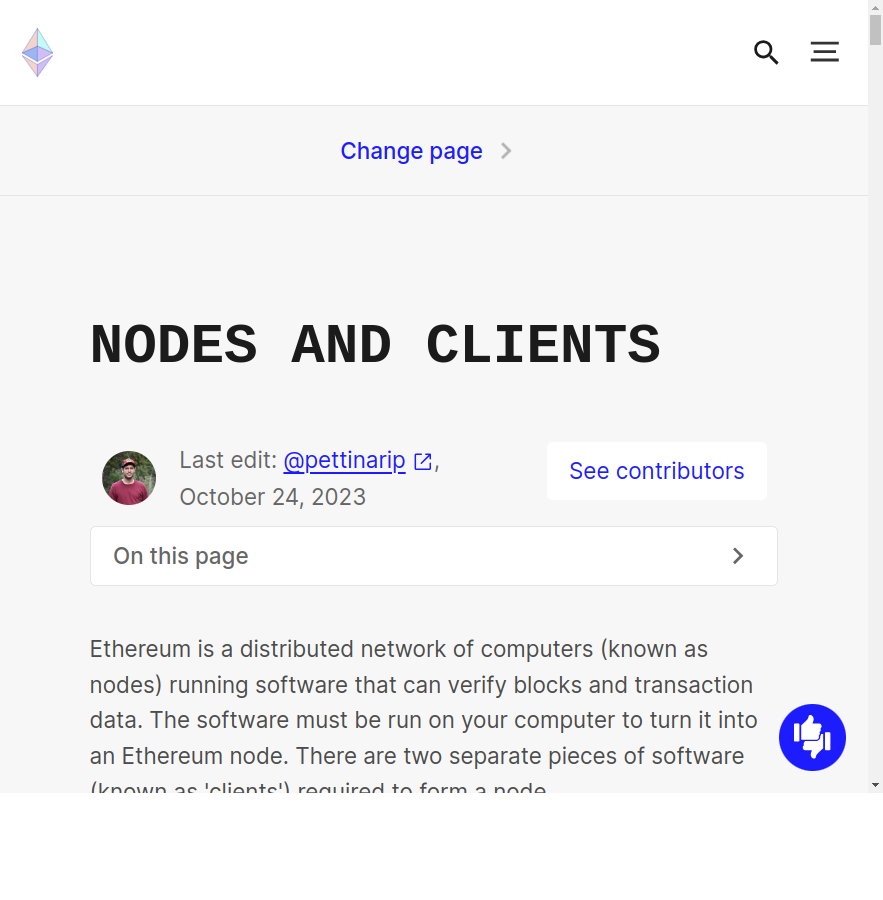 Change page
NODES AND CLIENTS
Last edit: @pettinarip,
October 24, 2023
See contributors
On this page
Ethereum is a distributed network of computers (known as
nodes) running software that can verify blocks and transaction
data. The software must be run on your computer to turn it into
an Ethereum node. There are two separate pieces of software
(known as 'clients') required to form a node.